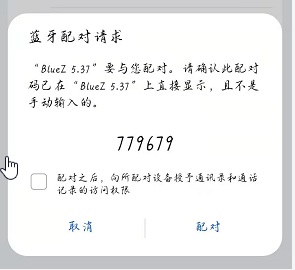 蓝牙配对请求
“BlueZ 5.37”要与您配对。请确认此配对
码已在“BlueZ 5.37”上直接显示，且不是
手动输入的。
779679
配对之后，向所配对设备授予通讯录和通话
记录的访问权限
取消
配对